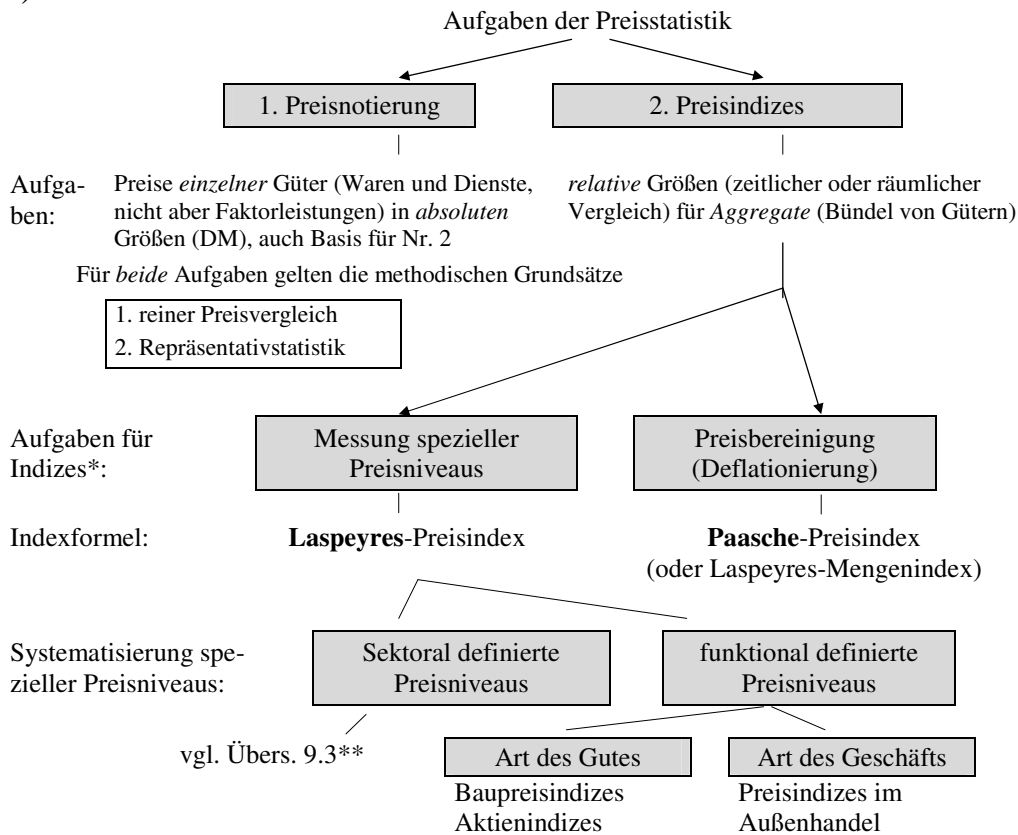 )
Aufgaben der Preisstatistik
1. Preisnotierung
2. Preisindizes
Aufga-
ben:
Preise einzelner Güter (Waren und Dienste,
nicht aber Faktorleistungen) in absoluten
Größen (DM), auch Basis für Nr. 2
relative Größen (zeitlicher oder räumlicher
Vergleich) für Aggregate (Bündel von Gütern)
Für beide Aufgaben gelten die methodischen Grundsätze
1. reiner Preisvergleich
2. Repräsentativstatistik
Aufgaben für
Indizes*:
Messung spezieller
Preisniveaus
Preisbereinigung
(Deflationierung)
Indexformel:
Laspeyres-Preisindex
Paasche-Preisindex
(oder Laspeyres-Mengenindex)
Systematisierung spe-
zieller Preisniveaus:
Sektoral definierte
Preisniveaus
funktional definierte
Preisniveaus
vgl. Übers. 9.3**
Art des Gutes
Baupreisindizes
Aktienindizes
Art des Geschäfts
Preisindizes im
Außenhandel